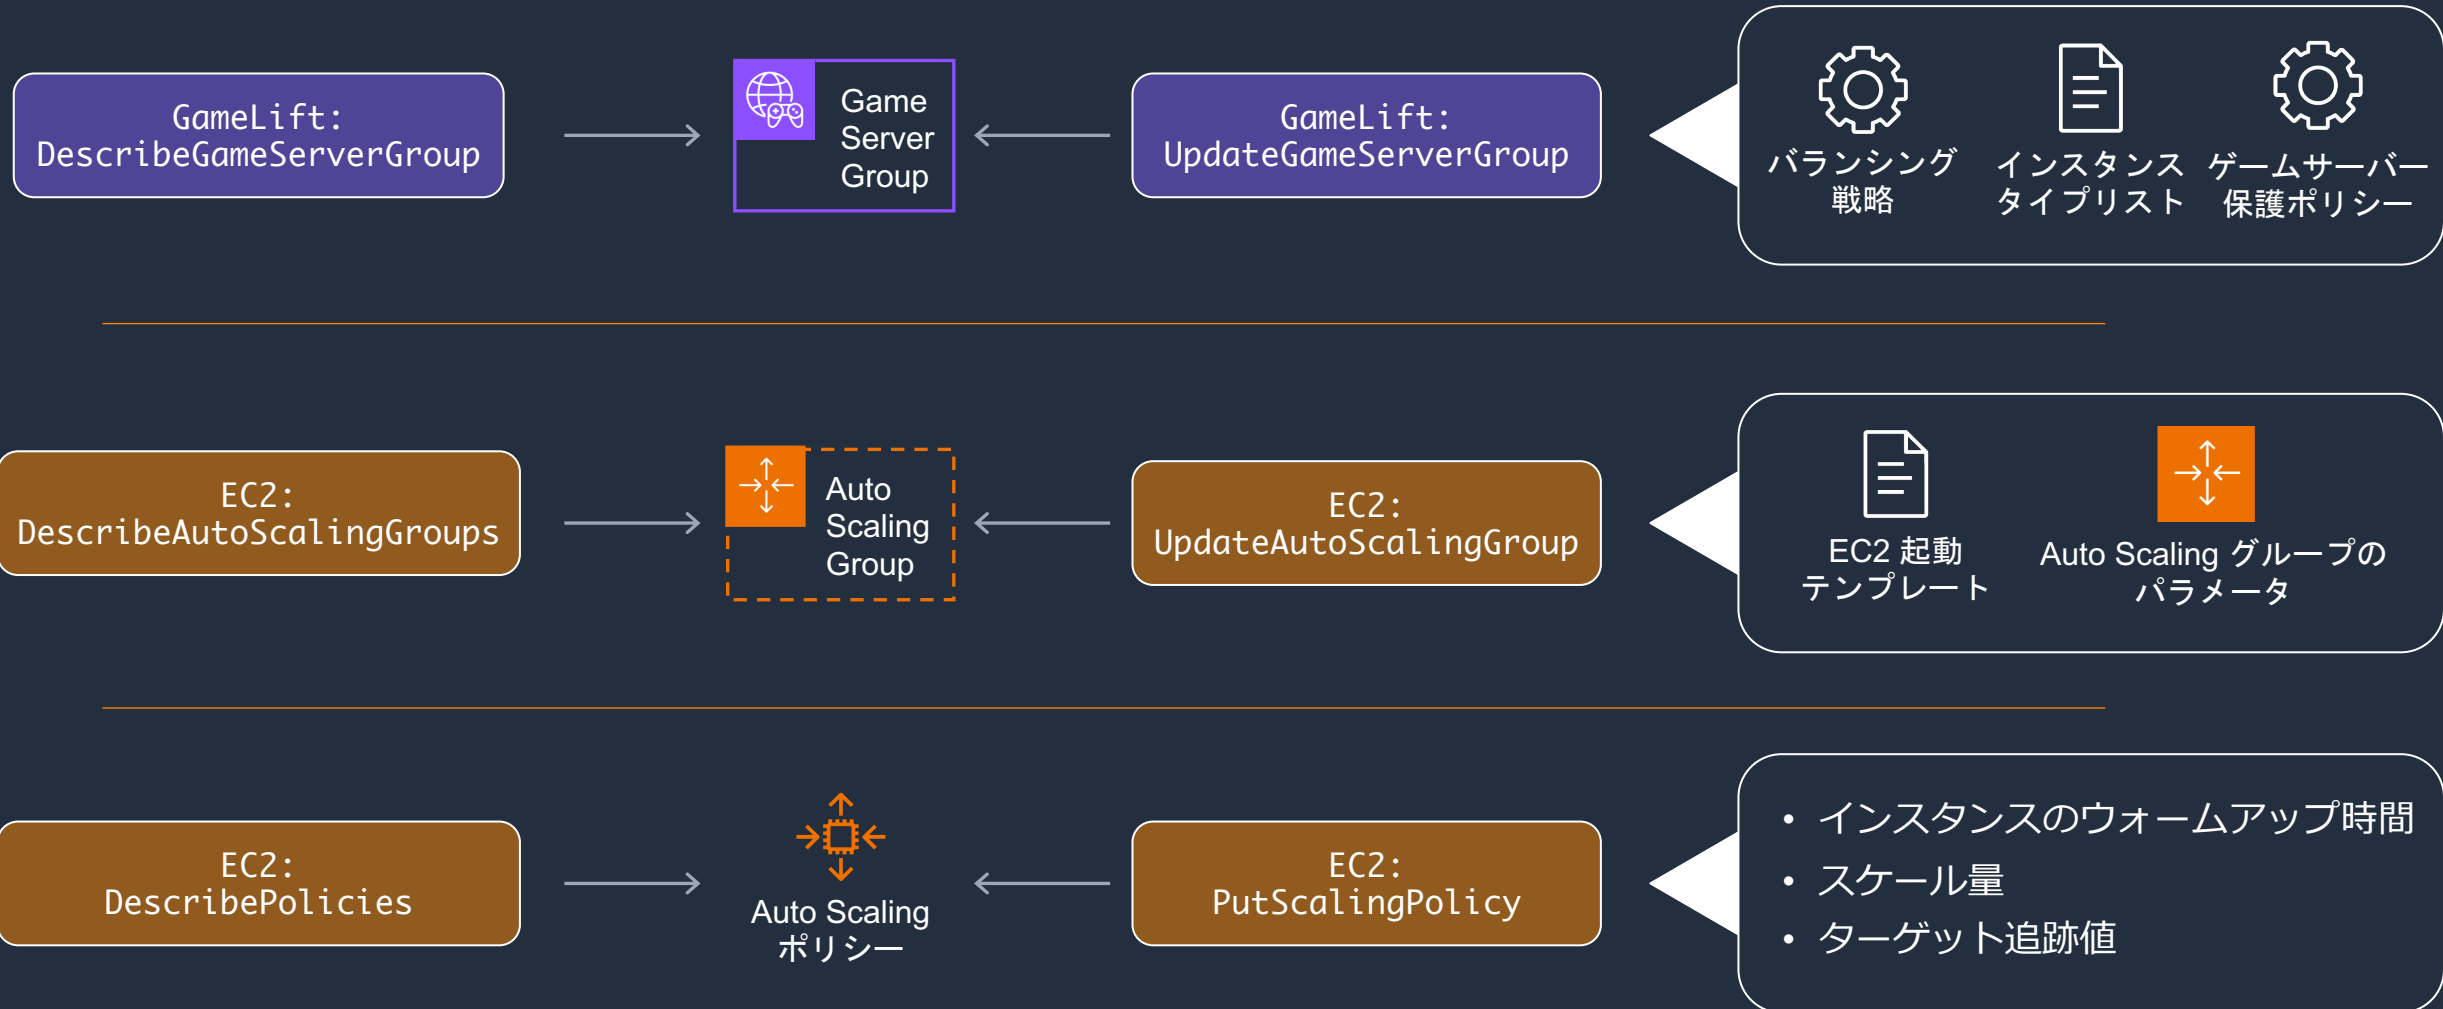 GameLift:
DescribeGameServerGroup
Game
Server
Group
GameLift:
UpdateGameServerGroup
バランシング
戦略
インスタンス
タイプリスト
ゲームサーバー
保護ポリシー
EC2:
DescribeAutoScalingGroups
Auto
Scaling
Group
EC2:
UpdateAutoScalingGroup
EC2 起動
テンプレート
Auto Scaling グループの
パラメータ
EC2:
DescribePolicies
Auto Scaling
ポリシー
EC2:
PutScalingPolicy
• インスタンスのウォームアップ時間
• スケール量
• ターゲット追跡値